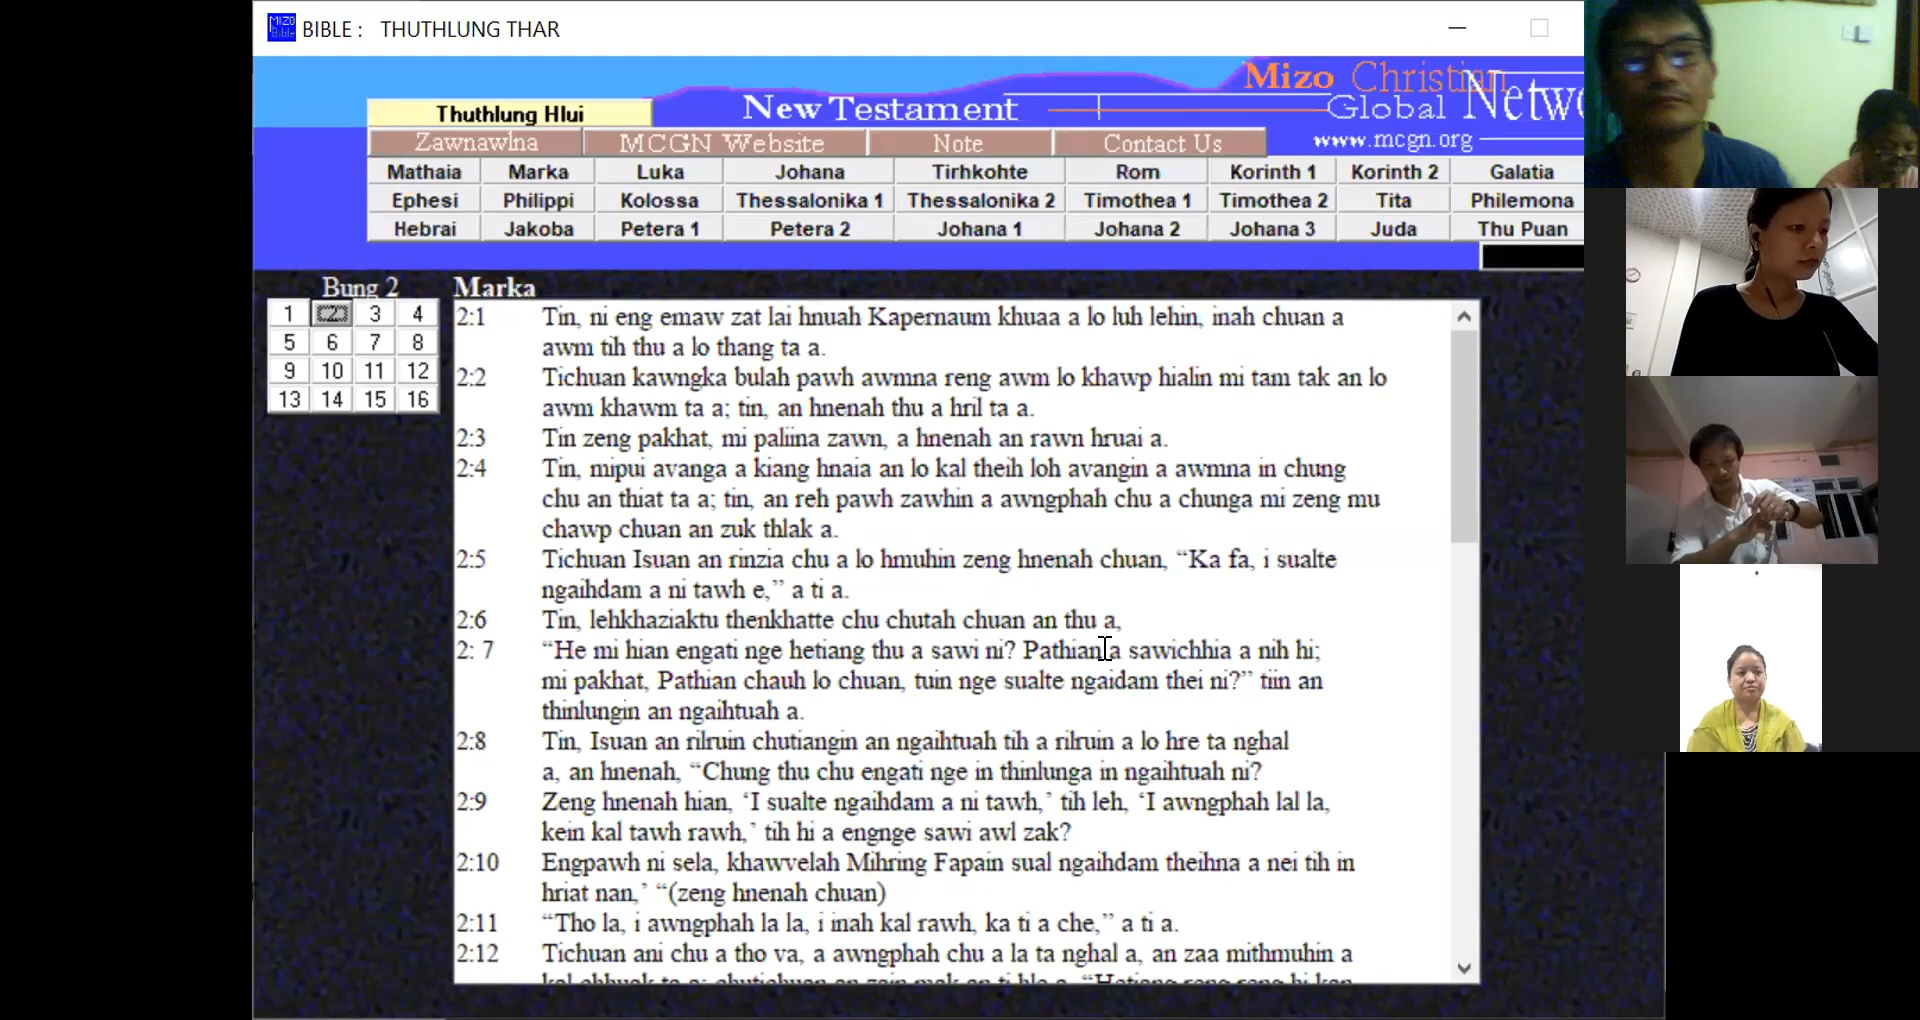 MIZO Bible
BIBLE :   THUTHLUNG THAR
Mizo Christian
Thuthlung Hlui
New Testament
Global
Zawnawlna MCGN Website Note Contact Us
www.mcgn.org
Mathaia Marka Luka Johana Tirhkohte Rom Korinth 1 Korinth 2 Galatia
Ephesi Philippi Kolossa Thessalonika 1 Thessalonika 2 Timothea 1 Timothea 2 Tita Philemona
Hebrai Jakoba Petera 1 Petera 2 Johana 1 Johana 2 Johana 3 Juda Thu Puan
Bung 2
Marka
1 2 3 4
5 6 7 8
9 10 11 12
13 14 15 16
2:1 Tin, ni eng emaw zat lai hnuah Kapernaum khuaa a lo luh lehin, inah chuan a
awm tih thu a lo thang ta a.
2:2 Tichuan kawngka bulah pawh awmna reng awm lo khawp hialin mi tam tak an lo
awm khawm ta a; tin, an hnenah thu a hril ta a.
2:3 Tin zeng pakhat, mi paliina zawn, a hnenah an rawn hruai a.
2:4 Tin, mipui avanga a kiang hnaia an lo kal theih loh avangin a awmna in chung
chu an thiat ta a; tin, an reh pawh zawhin a awngphah chu a chunga mi zeng mu
chawp chuan an zuk thlak a.
2:5 Tichuan Isuan an rinzia chu a lo hmuhin zeng hnenah chuan, “Ka fa, i sualte
ngaihdam a ni tawh e,” a ti a.
2:6 Tin, lehkhaziaktu thenkhatte chu chutah chuan an thu a,
2: 7 “He mi hian engati nge hetiang thu a sawi ni? Pathian a sawichhia a nih hi;
mi pakhat, Pathian chauh lo chuan, tuin nge sualte ngaidam thei ni?” tiin an
thinlungin an ngaihtuah a.
2:8 Tin, Isuan an rilruin chutiangin an ngaihtuah tih a rilruin a lo hre ta nghal
a, an hnenah, “Chung thu chu engati nge in thinlunga in ngaihtuah ni?
2:9 Zeng hnenah hian, ‘I sualte ngaihdam a ni tawh,’ tih leh, ‘I awngphah lal la,
kein kal tawh rawh,’ tih hi a engnge sawi awl zak?
2:10 Engpawh ni sela, khawvelah Mihring Fapain sual ngaihdam theihna a nei tih in
hriat nan,’ “(zeng hnenah chuan)
2:11 “Tho la, i awngphah la la, i inah kal rawh, ka ti a che,” a ti a.
2:12 Tichuan ani chu a tho va, a awngphah chu a la ta nghal a, an zaa mithmuhin a